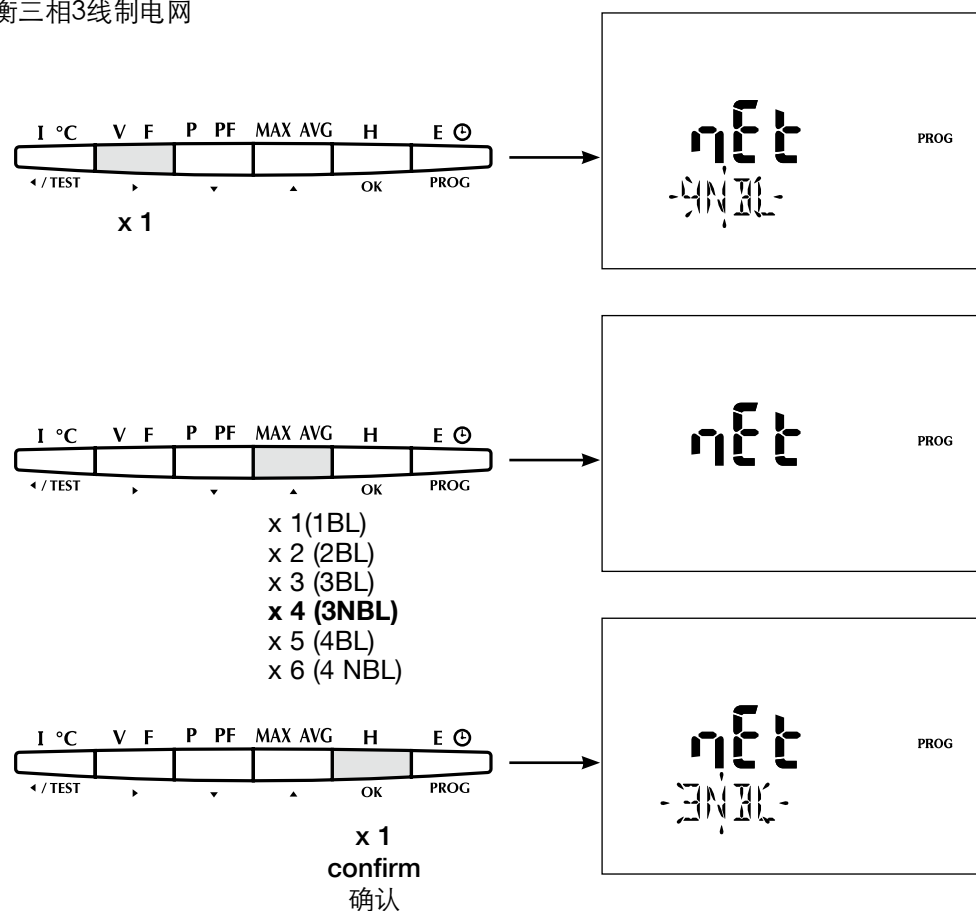 衡三相3线制电网
I °C V F P PF MAX AVG H E
/ TEST OK PROG
x 1
nEt PROG
4NBL
I °C V F P PF MAX AVG H E
/ TEST OK PROG
nEt PROG
x 1(1BL)
x 2 (2BL)
x 3 (3BL)
x 4 (3NBL)
x 5 (4BL)
x 6 (4 NBL)
I °C V F P PF MAX AVG H E
/ TEST OK PROG
nEt PROG
3NBL
x 1
confirm
确认